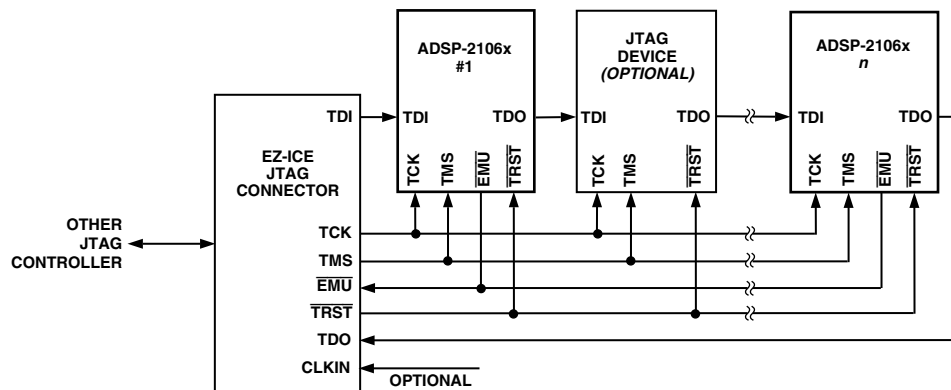 ADSP-2106x
#1
TDI
TDO
TCK
TMS
EMU
TRST
JTAG
DEVICE
(OPTIONAL)
TDI
TDO
TCK
TMS
TRST
ADSP-2106x
n
TDI
TDO
TCK
TMS
EMU
TRST
EZ-ICE
JTAG
CONNECTOR
TDI
TCK
TMS
EMU
TRST
TDO
CLKIN
OTHER
JTAG
CONTROLLER
OPTIONAL